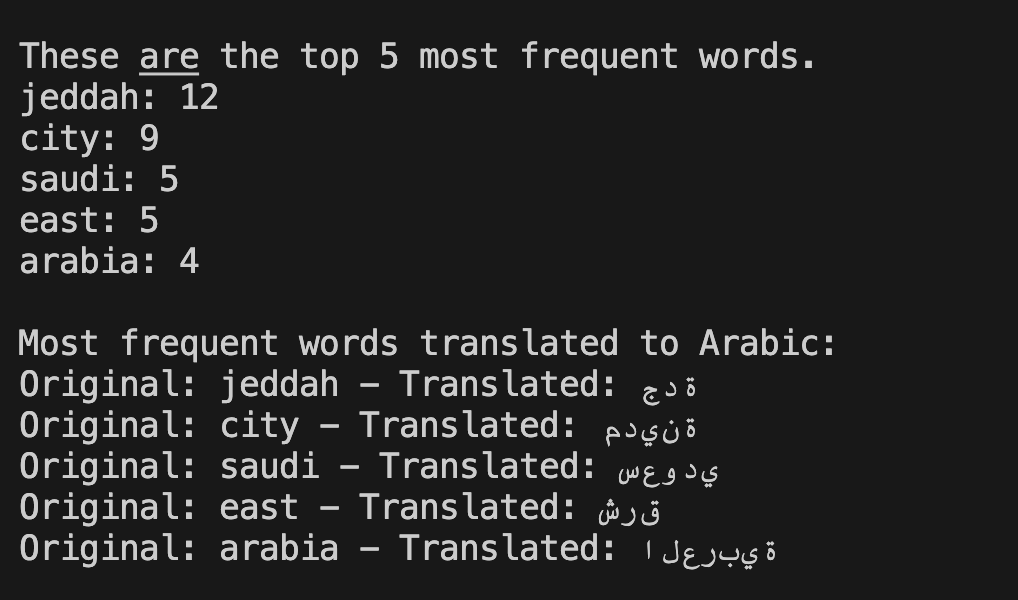 These are the top 5 most frequent words.
jeddah: 12
city: 9
saudi: 5
east: 5
arabia: 4
Most frequent words translated to Arabic:
Original: jeddah – Translated: جدة
Original: city – Translated: مدينة
Original: saudi – Translated: سعودي
Original: east – Translated: شرق
Original: arabia – Translated: العربية